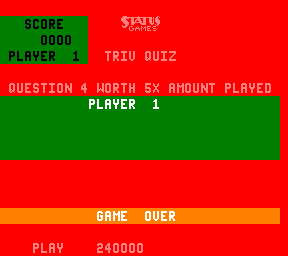 SCORE
0000
PLAYER 1
STATUS
GAMES
TRIV QUIZ
QUESTION 4 WORTH 5X AMOUNT PLAYED
PLAYER 1
GAME OVER
PLAY 240000